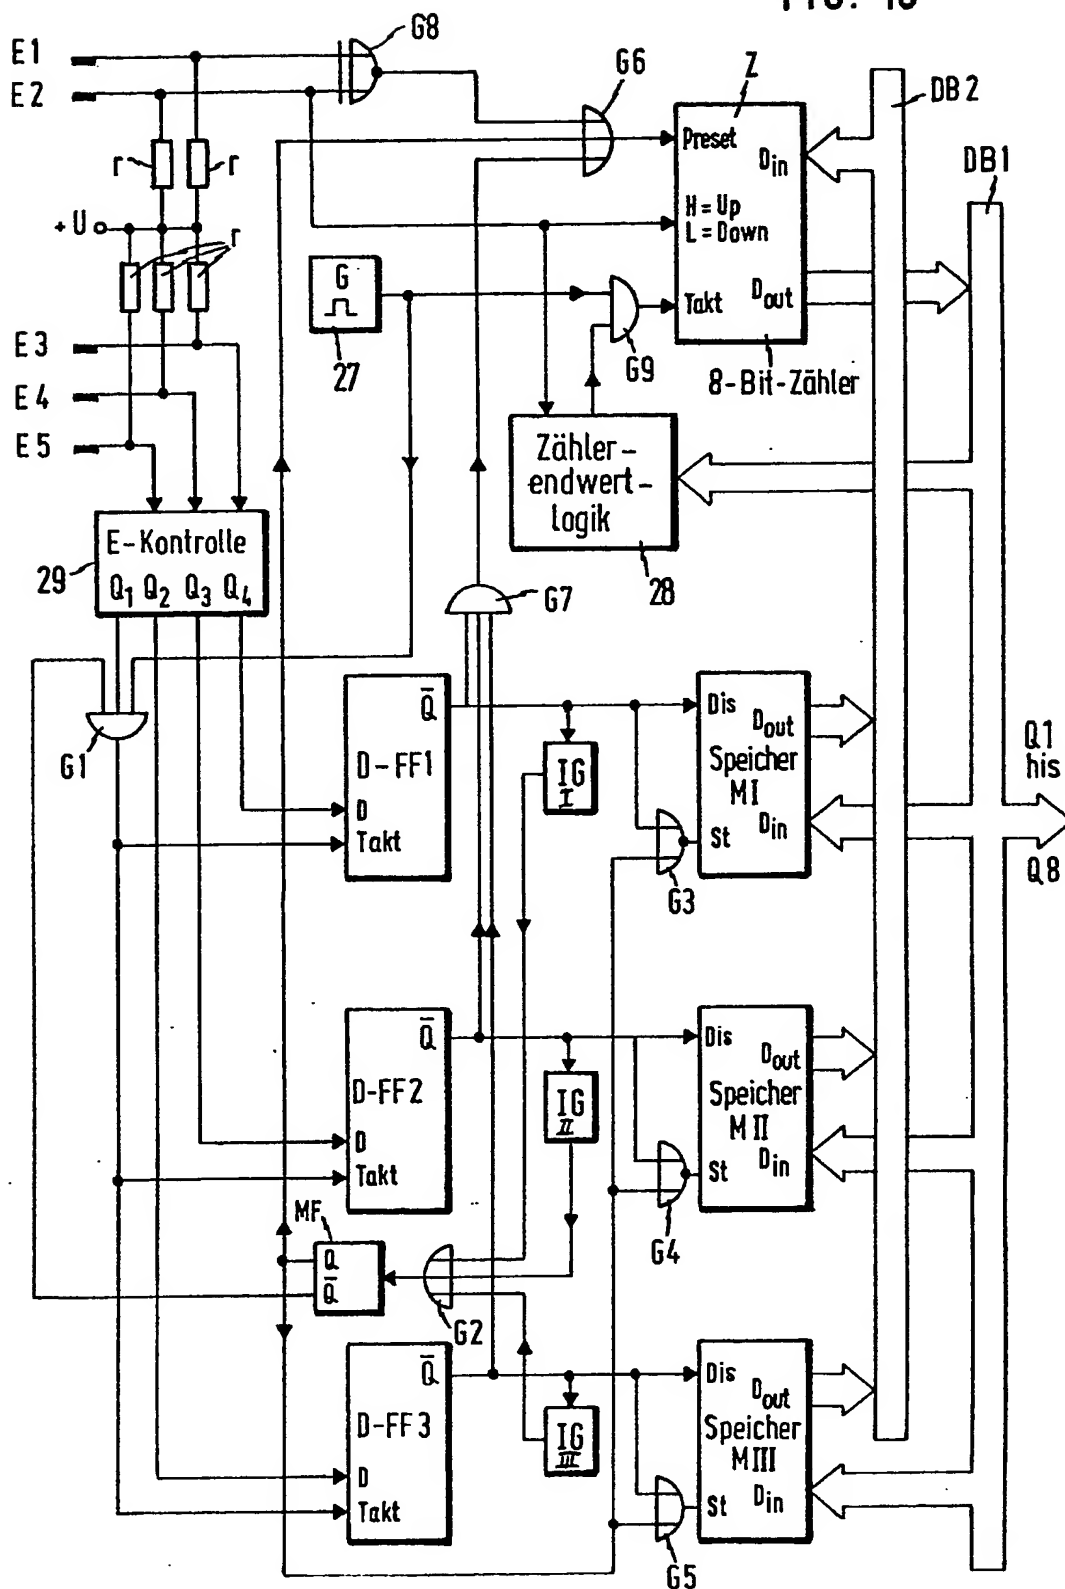 E1
E2
G8
G6
Z
DB2
DB1
Preset
Din
H=Up
L=Down
Dout
Takt
8-Bit-Zähler
r
r
+U
r
G
27
G9
E3
E4
E5
Zähler-
endwert-
logik
28
E-Kontrolle
Q1 Q2 Q3 Q4
29
G7
G1
Q̅
D-FF1
D
Takt
IG
I
Dis
Dout
Speicher
MI
Din
St
G3
Q1
his
Q8
Q̅
D-FF2
D
Takt
IG
II
Dis
Dout
Speicher
MII
Din
St
G4
MF
Q
Q̅
G2
Q̅
D-FF3
D
Takt
IG
III
Dis
Dout
Speicher
MIII
Din
St
G5